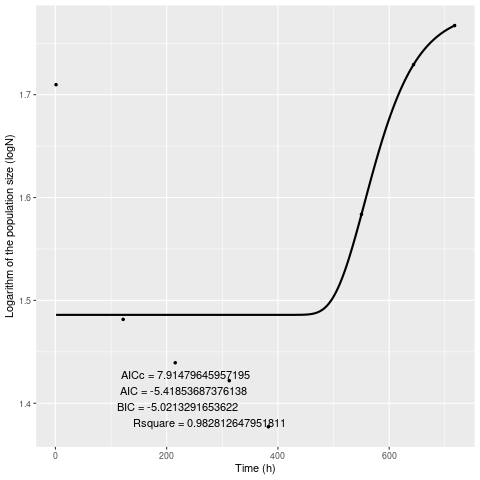 1.7
1.6
1.5
1.4
Logarithm of the population size (logN)
AICc = 7.91479645957195
AIC = -5.41853687376138
BIC = -5.0213291653622
Rsquare = 0.982812647951811
0
200
400
600
Time (h)